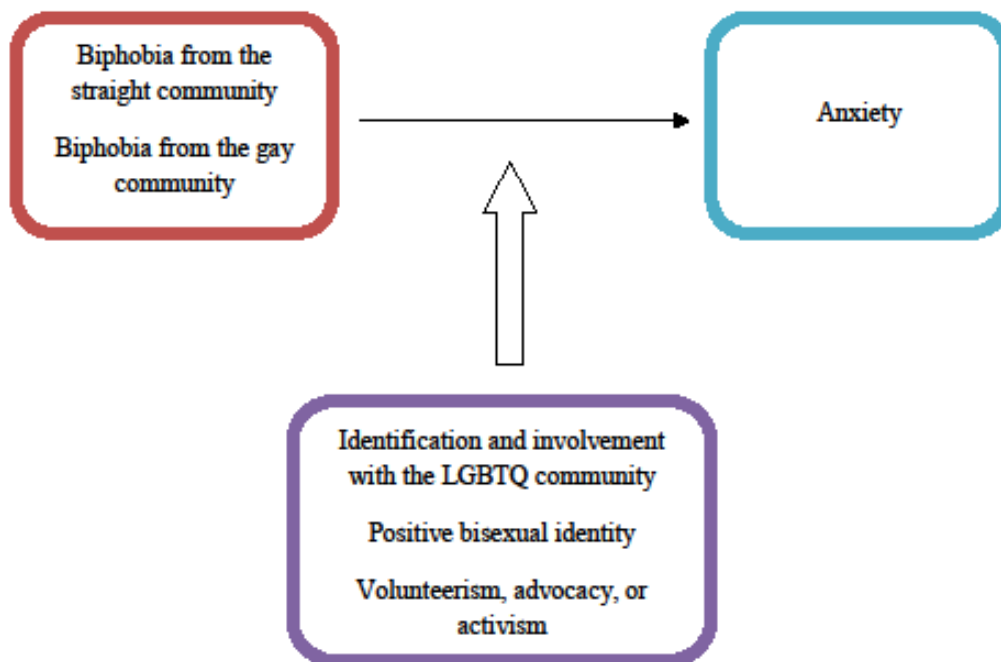 Biphobia from the
straight community
Biphobia from the gay
community
Anxiety
Identification and involvement
with the LGBTQ community
Positive bisexual identity
Volunteerism, advocacy, or
activism